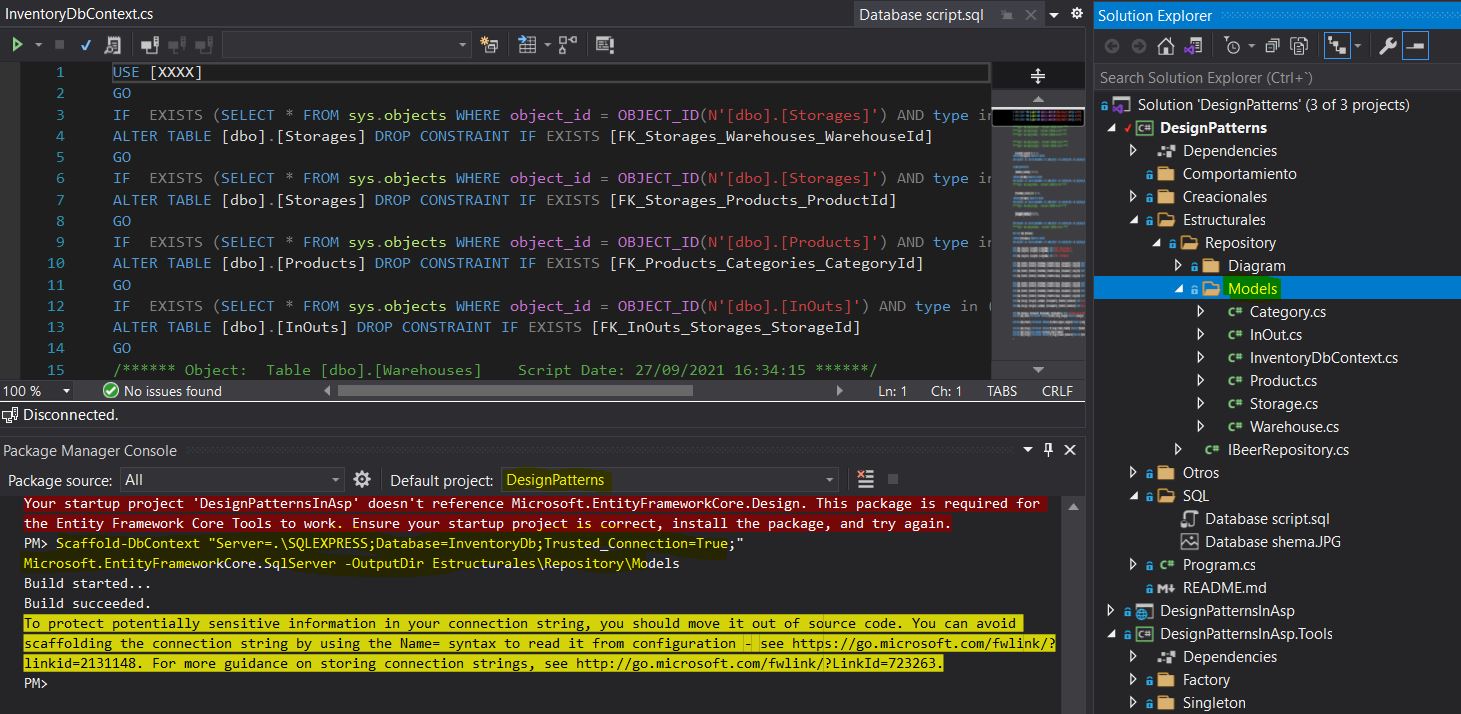 InventoryDbContext.cs
Database script.sql
1 USE [XXXX]
2 GO
3 IF EXISTS (SELECT * FROM sys.objects WHERE object_id = OBJECT_ID(N'[dbo].[Storages]') AND type in
4 ALTER TABLE [dbo].[Storages] DROP CONSTRAINT IF EXISTS [FK_Storages_Warehouses_WarehouseId]
5 GO
6 IF EXISTS (SELECT * FROM sys.objects WHERE object_id = OBJECT_ID(N'[dbo].[Storages]') AND type in
7 ALTER TABLE [dbo].[Storages] DROP CONSTRAINT IF EXISTS [FK_Storages_Products_ProductId]
8 GO
9 IF EXISTS (SELECT * FROM sys.objects WHERE object_id = OBJECT_ID(N'[dbo].[Products]') AND type in
10 ALTER TABLE [dbo].[Products] DROP CONSTRAINT IF EXISTS [FK_Products_Categories_CategoryId]
11 GO
12 IF EXISTS (SELECT * FROM sys.objects WHERE object_id = OBJECT_ID(N'[dbo].[InOuts]') AND type in (
13 ALTER TABLE [dbo].[InOuts] DROP CONSTRAINT IF EXISTS [FK_InOuts_Storages_StorageId]
14 GO
15 /****** Object: Table [dbo].[Warehouses] Script Date: 27/09/2021 16:34:15 ******/
100 % No issues found Ln: 1 Ch: 1 TABS CRLF
Disconnected.
Package Manager Console
Package source: All Default project: DesignPatterns
Your startup project 'DesignPatternsInAsp' doesn't reference Microsoft.EntityFrameworkCore.Design. This package is required for
the Entity Framework Core Tools to work. Ensure your startup project is correct, install the package, and try again.
PM> Scaffold-DbContext "Server=.\SQLEXPRESS;Database=InventoryDb;Trusted_Connection=True;"
Microsoft.EntityFrameworkCore.SqlServer -OutputDir Estructurales\Repository\Models
Build started...
Build succeeded.
To protect potentially sensitive information in your connection string, you should move it out of source code. You can avoid
scaffolding the connection string by using the Name= syntax to read it from configuration - see https://go.microsoft.com/fwlink/?
linkid=2131148. For more guidance on storing connection strings, see http://go.microsoft.com/fwlink/?LinkId=723263.
PM>
Solution Explorer
Search Solution Explorer (Ctrl+`)
Solution 'DesignPatterns' (3 of 3 projects)
C# DesignPatterns
Dependencies
Comportamiento
Creacionales
Estructurales
Repository
Diagram
Models
C# Category.cs
C# InOut.cs
C# InventoryDbContext.cs
C# Product.cs
C# Storage.cs
C# Warehouse.cs
C# IBeerRepository.cs
Otros
SQL
Database script.sql
Database shema.JPG
C# Program.cs
M README.md
DesignPatternsInAsp
C# DesignPatternsInAsp.Tools
Dependencies
Factory
Singleton